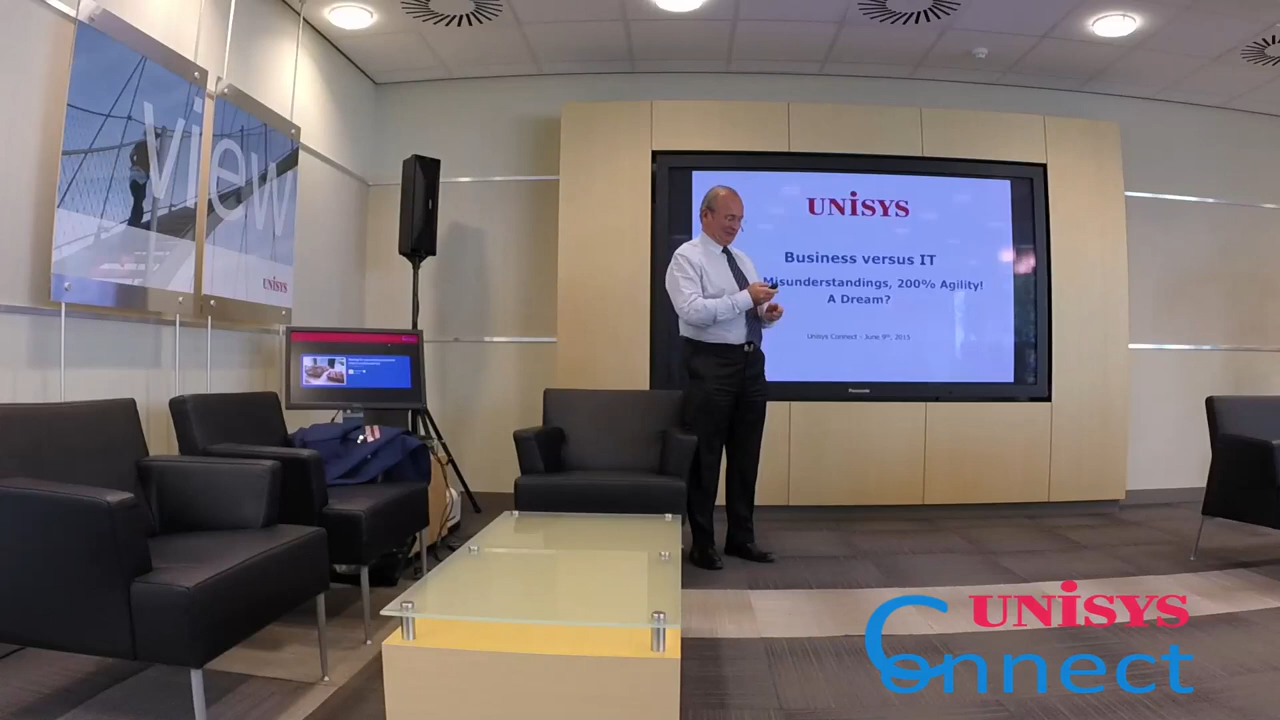 view
UNiSYS
UNiSYS
Business versus IT
Misunderstandings, 200% Agility!
A Dream?
Unisys Connect - June 9th, 2015
Panasonic
UNiSYS
Connect